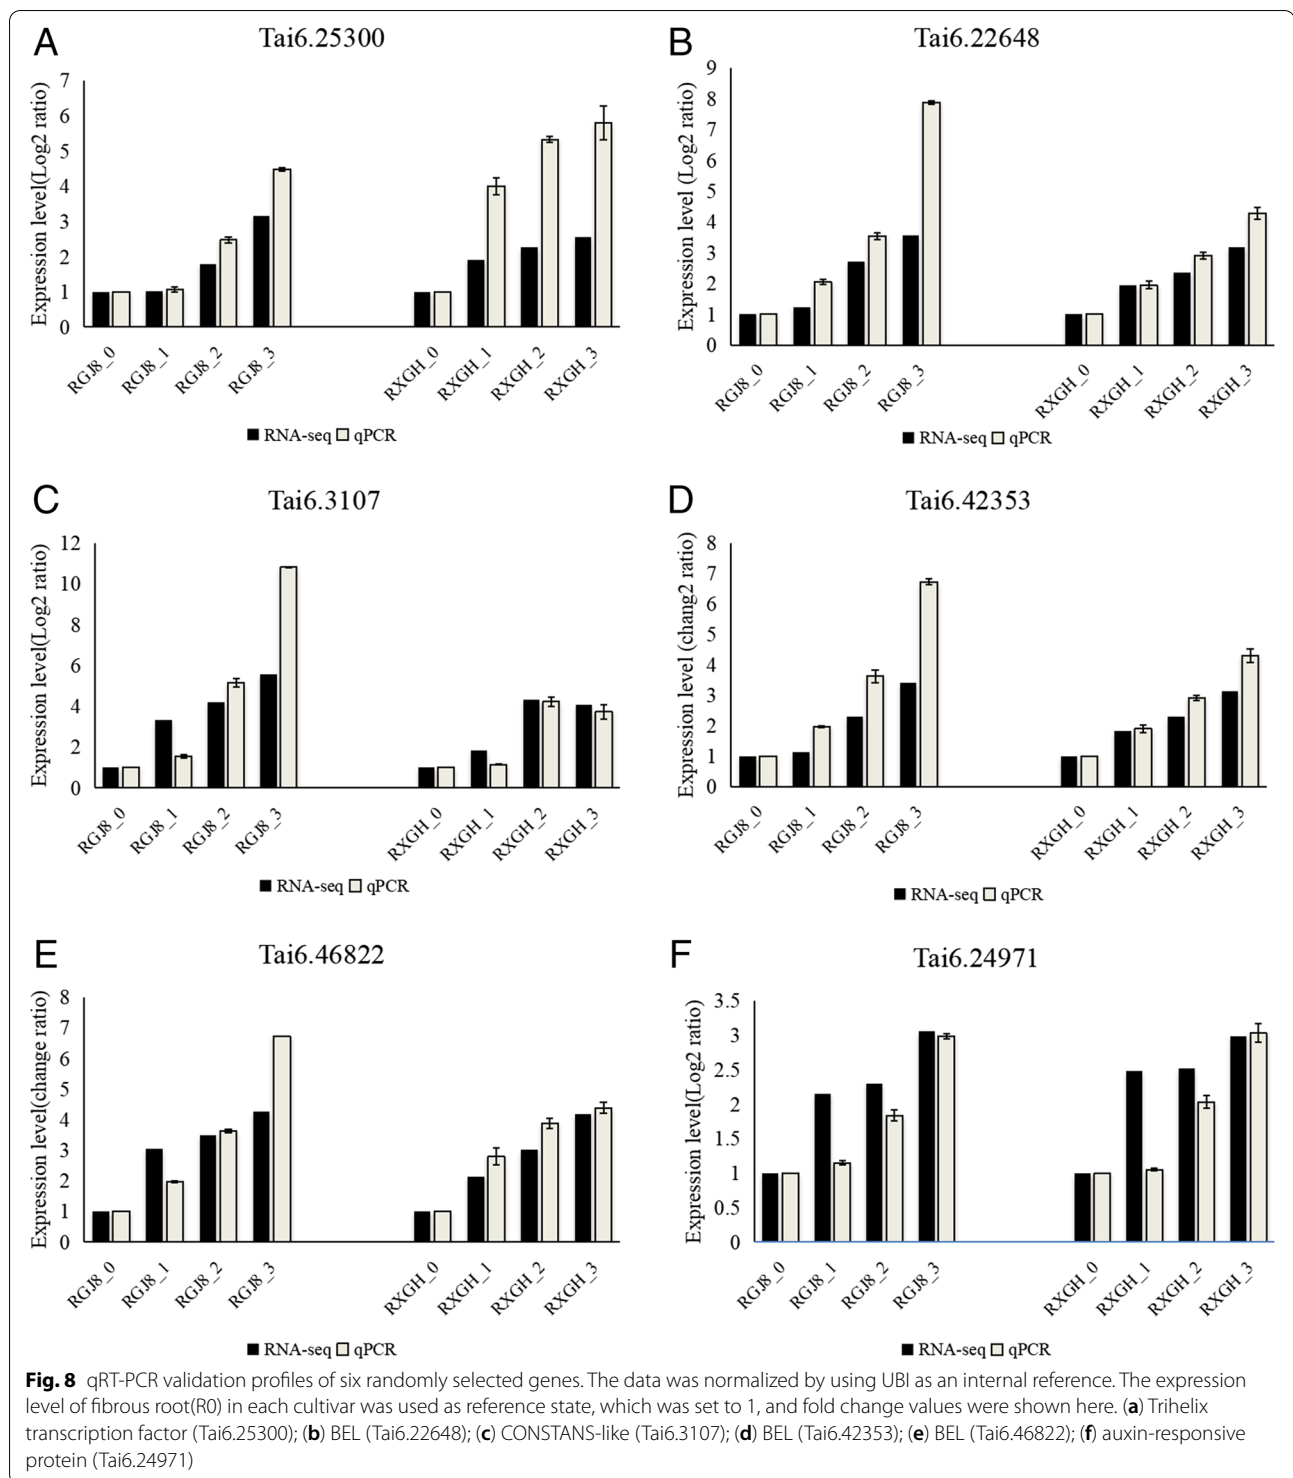 A
Tai6.25300
Expression level(Log2 ratio)
7
6
5
4
3
2
1
0
RGJ8_0
RGJ8_1
RGJ8_2
RGJ8_3
RXGH_0
RXGH_1
RXGH_2
RXGH_3
RNA-seq qPCR
B
Tai6.22648
Expression level (Log2 ratio)
9
8
7
6
5
4
3
2
1
0
RGJ8_0
RGJ8_1
RGJ8_2
RGJ8_3
RXGH_0
RXGH_1
RXGH_2
RXGH_3
RNA-seq qPCR
C
Tai6.3107
Expression level(Log2 ratio)
12
10
8
6
4
2
0
RGJ8_0
RGJ8_1
RGJ8_2
RGJ8_3
RXGH_0
RXGH_1
RXGH_2
RXGH_3
RNA-seq qPCR
D
Tai6.42353
Expression level (chang2 ratio)
8
7
6
5
4
3
2
1
0
RGJ8_0
RGJ8_1
RGJ8_2
RGJ8_3
RXGH_0
RXGH_1
RXGH_2
RXGH_3
RNA-seq qPCR
E
Tai6.46822
Expression level(change ratio)
8
7
6
5
4
3
2
1
0
RGJ8_0
RGJ8_1
RGJ8_2
RGJ8_3
RXGH_0
RXGH_1
RXGH_2
RXGH_3
RNA-seq qPCR
F
Tai6.24971
Expression level(Log2 ratio)
3.5
3
2.5
2
1.5
1
0.5
0
RGJ8_0
RGJ8_1
RGJ8_2
RGJ8_3
RXGH_0
RXGH_1
RXGH_2
RXGH_3
RNA-seq qPCR
Fig. 8 qRT-PCR validation profiles of six randomly selected genes. The data was normalized by using UBI as an internal reference. The expression
level of fibrous root(R0) in each cultivar was used as reference state, which was set to 1, and fold change values were shown here. (a) Trihelix
transcription factor (Tai6.25300); (b) BEL (Tai6.22648); (c) CONSTANS-like (Tai6.3107); (d) BEL (Tai6.42353); (e) BEL (Tai6.46822); (f) auxin-responsive
protein (Tai6.24971)